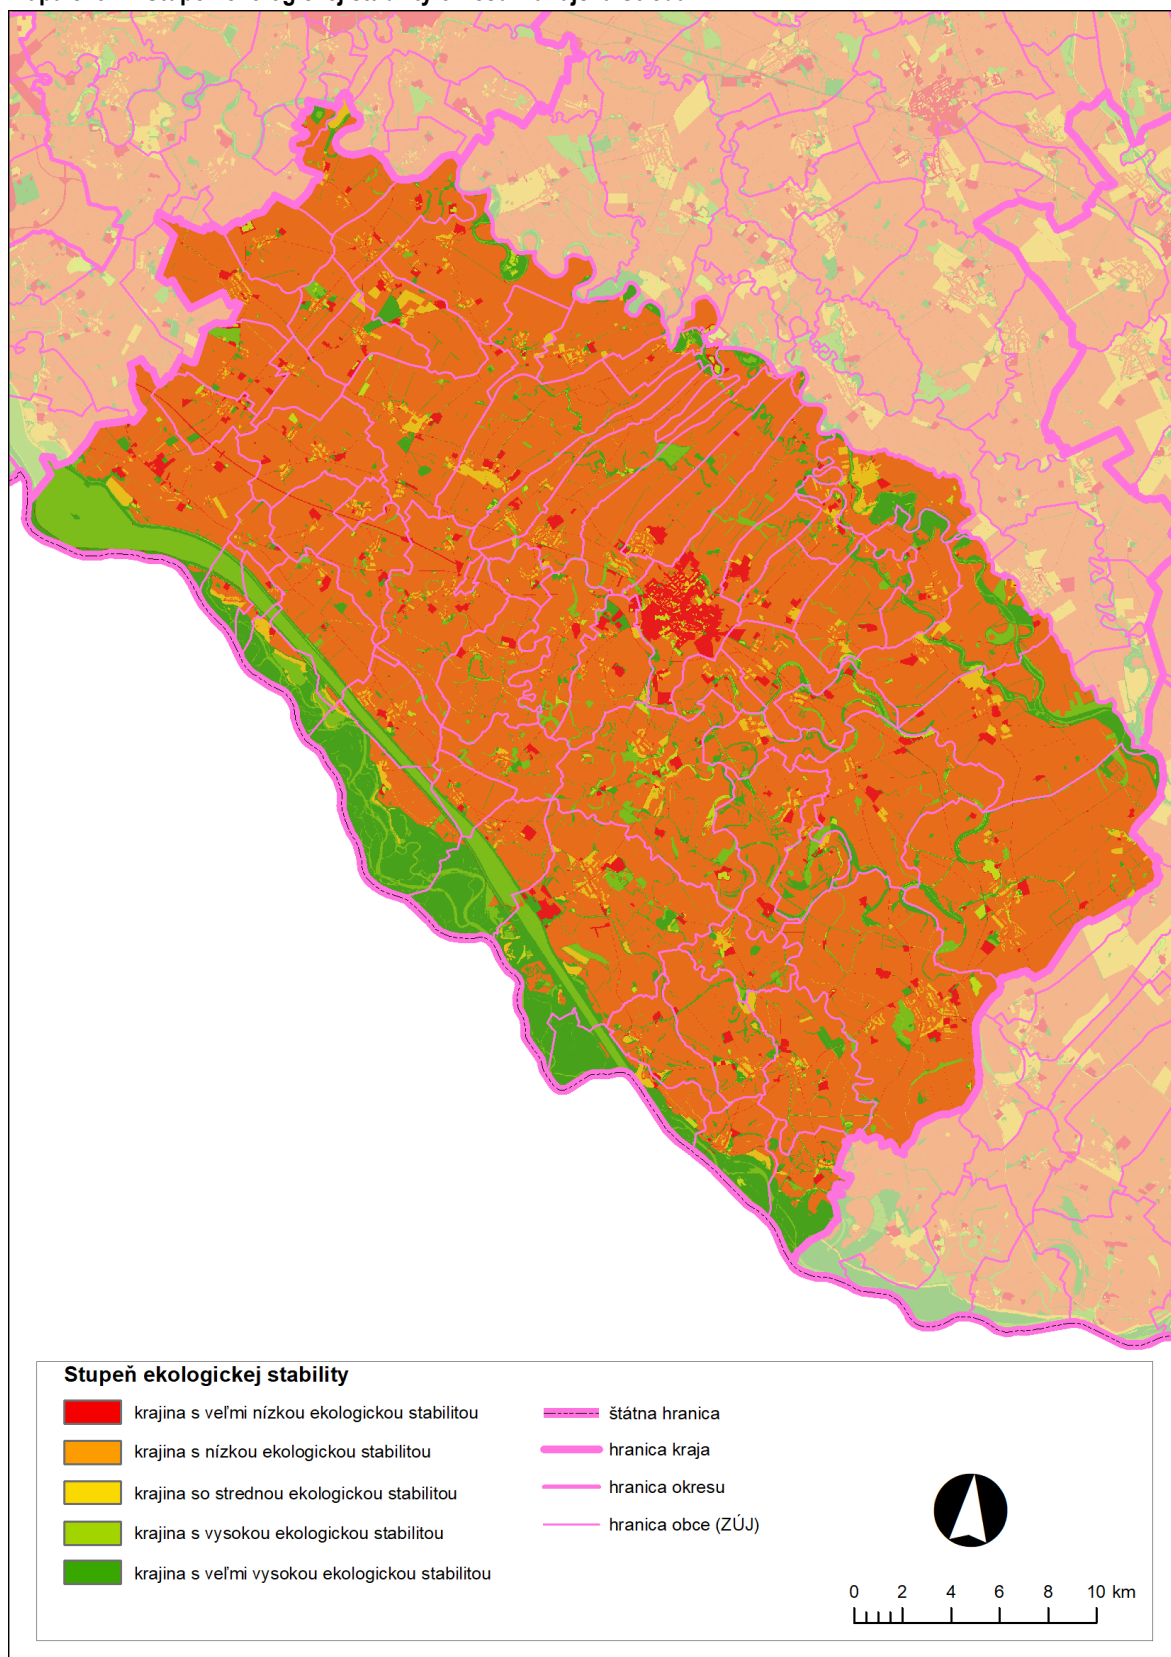 Stupeň ekologickej stability
krajina s veľmi nízkou ekologickou stabilitou
krajina s nízkou ekologickou stabilitou
krajina so strednou ekologickou stabilitou
krajina s vysokou ekologickou stabilitou
krajina s veľmi vysokou ekologickou stabilitou
štátna hranica
hranica kraja
hranica okresu
hranica obce (ZÚJ)
0 2 4 6 8 10 km